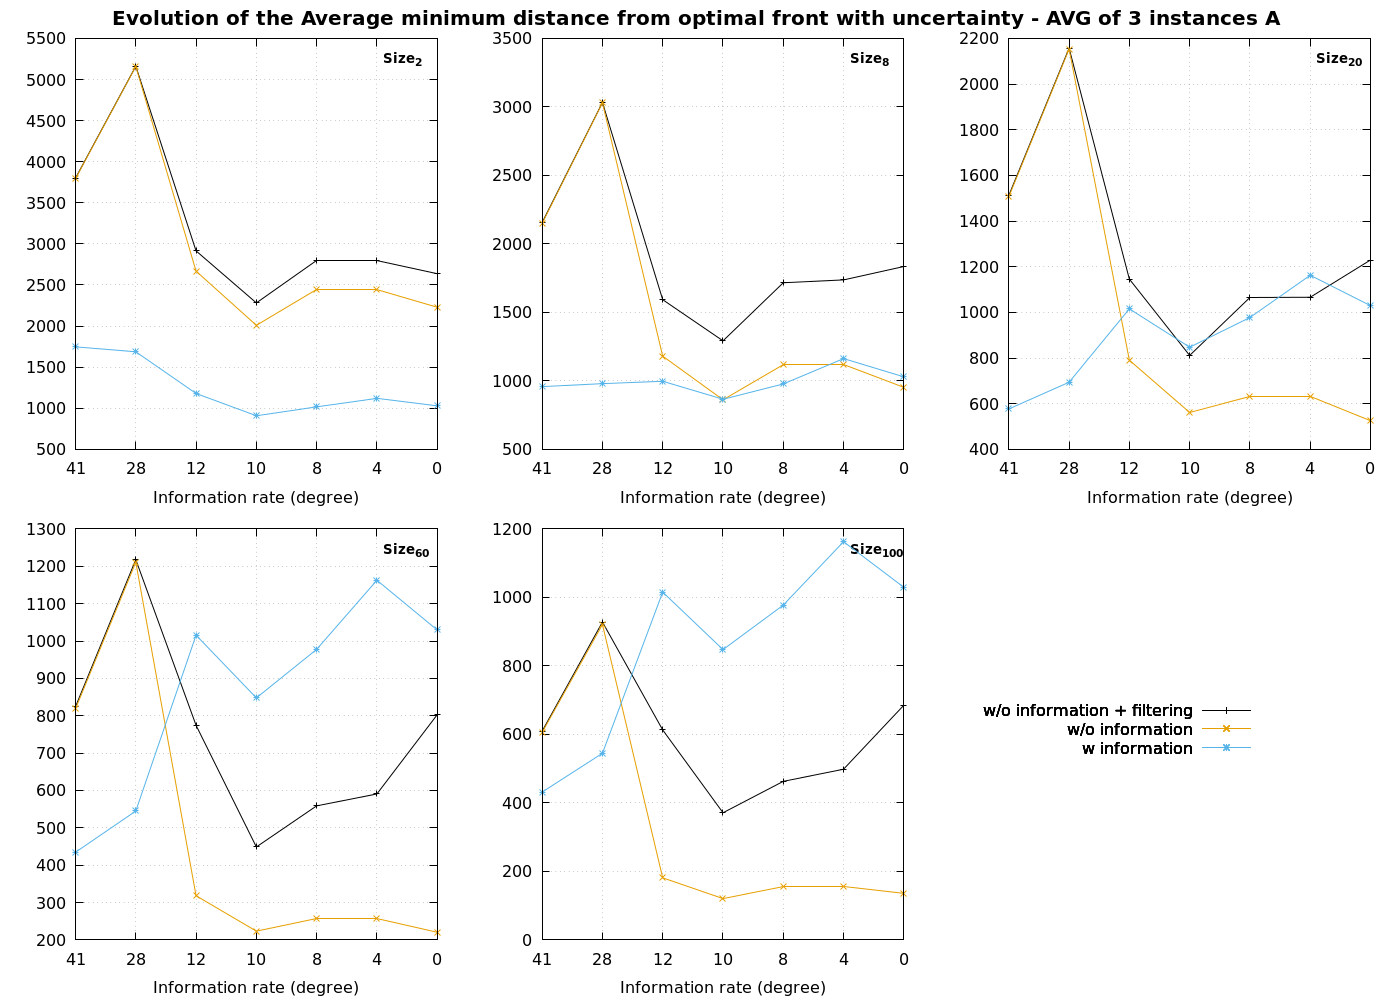 Evolution of the Average minimum distance from optimal front with uncertainty - AVG of 3 instances A
5500
5000
4500
4000
3500
3000
2500
2000
1500
1000
500
41 28 12 10 8 4 0
Information rate (degree)
Size2
3500
3000
2500
2000
1500
1000
500
41 28 12 10 8 4 0
Information rate (degree)
Size8
2200
2000
1800
1600
1400
1200
1000
800
600
400
41 28 12 10 8 4 0
Information rate (degree)
Size20
1300
1200
1100
1000
900
800
700
600
500
400
300
200
41 28 12 10 8 4 0
Information rate (degree)
Size60
1200
1000
800
600
400
200
0
41 28 12 10 8 4 0
Information rate (degree)
Size100
w/o information + filtering
w/o information
w information